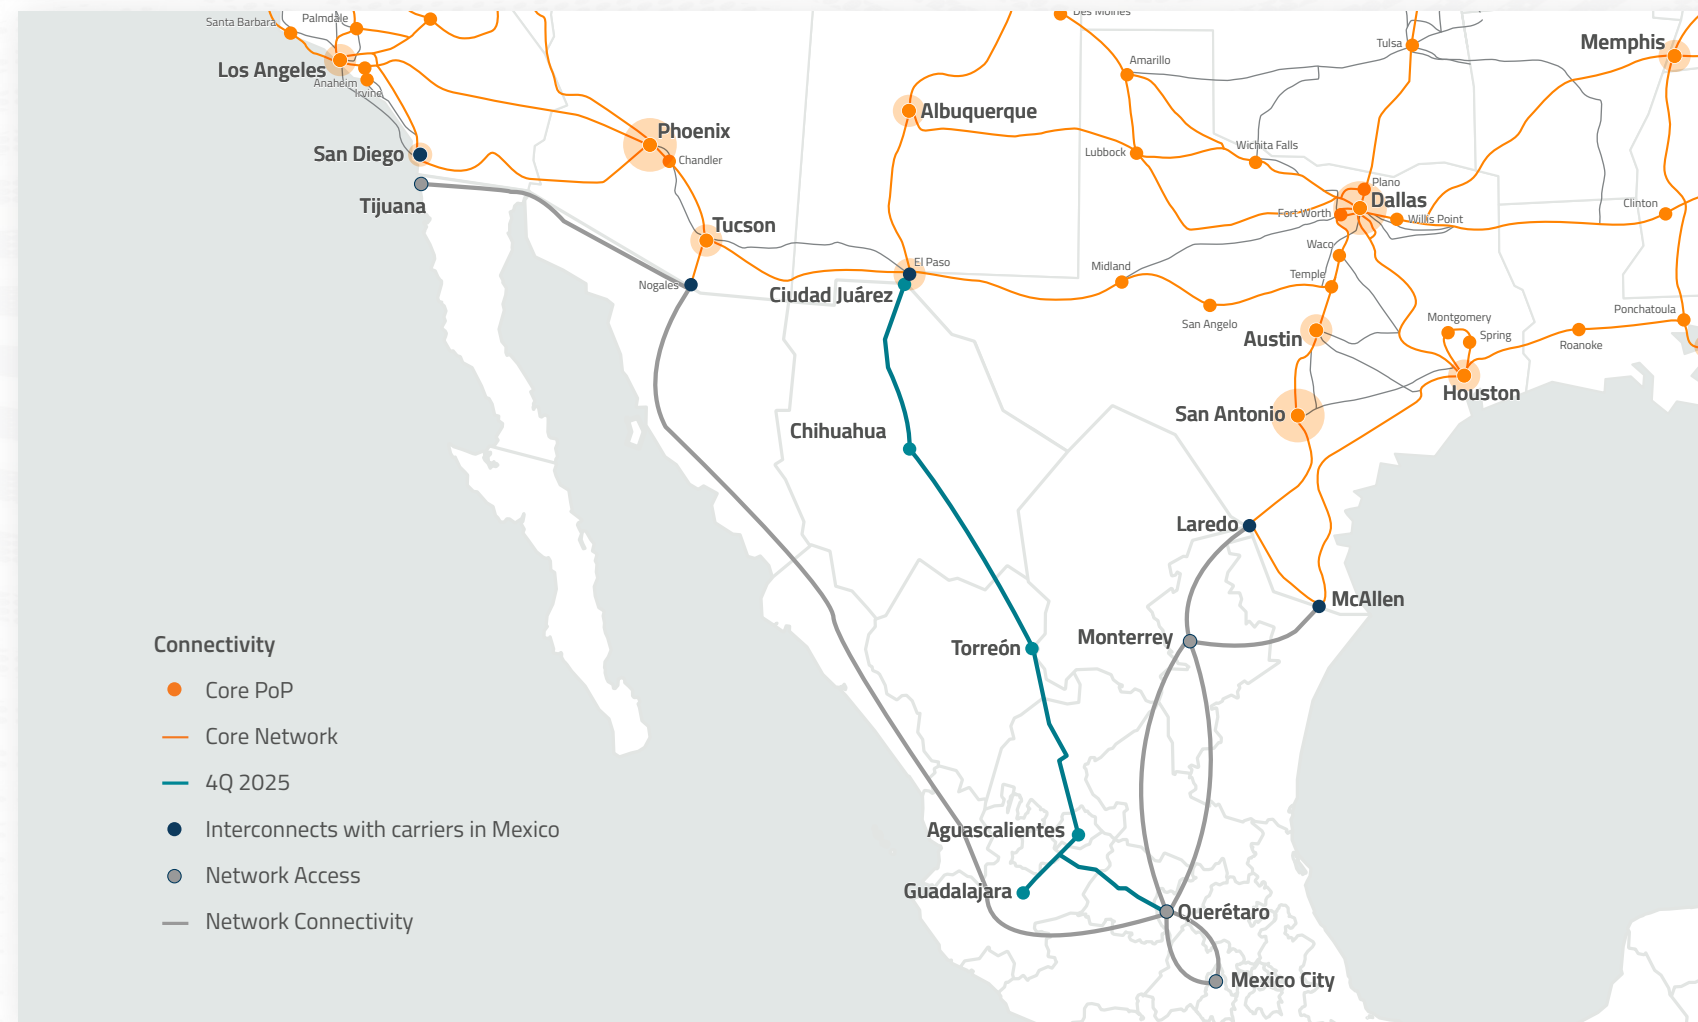 Des Moines
Santa Barbara
Palmdale
Los Angeles
Anaheim
Irvine
San Diego
Tijuana
Phoenix
Chandler
Tucson
Nogales
Albuquerque
El Paso
Ciudad Juárez
Amarillo
Lubbock
Wichita Falls
Tulsa
Memphis
Plano
Dallas
Fort Worth
Willis Point
Clinton
Waco
Temple
Midland
San Angelo
Austin
Montgomery
Spring
Roanoke
Ponchatoula
Houston
San Antonio
Chihuahua
Laredo
McAllen
Monterrey
Torreón
Aguascalientes
Guadalajara
Querétaro
Mexico City
Connectivity
Core PoP
Core Network
4Q 2025
Interconnects with carriers in Mexico
Network Access
Network Connectivity